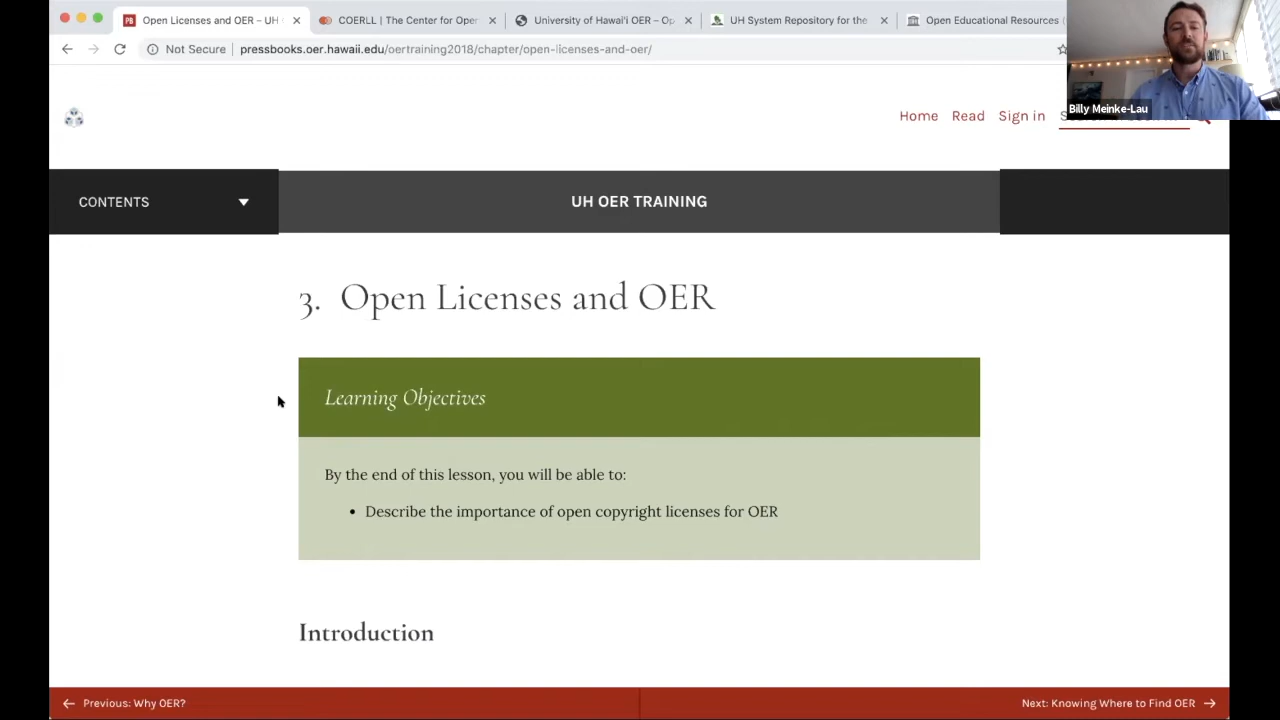 Open Licenses and OER – UH
COERLL | The Center for Open
University of Hawai'i OER – Op
UH System Repository for the
Open Educational Resources (
Not Secure
pressbooks.oer.hawaii.edu/oertraining2018/chapter/open-licenses-and-oer/
Billy Meinke-Lau
Home
Read
Sign in
CONTENTS
UH OER TRAINING
3. Open Licenses and OER
Learning Objectives
By the end of this lesson, you will be able to:
• Describe the importance of open copyright licenses for OER
Introduction
← Previous: Why OER?
Next: Knowing Where to Find OER →